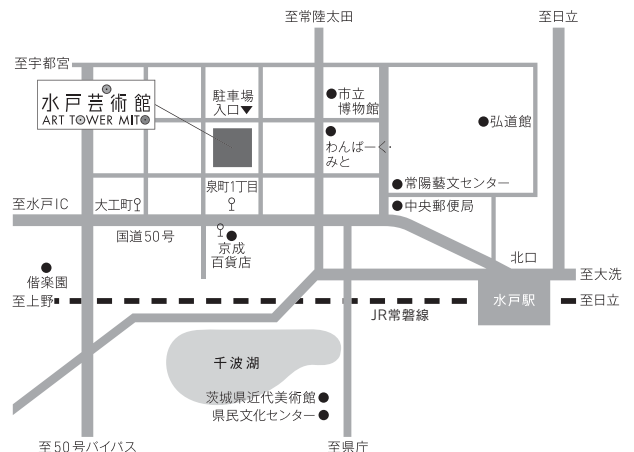 至常陸太田
至日立
至宇都宮
水戸芸術館
ART TOWER MITO
駐車場
入口▼
市立
博物館
弘道館
わんぱーく・
みと
常陽藝文センター
泉町1丁目
至水戸IC
大工町
中央郵便局
国道50号
京成
百貨店
北口
偕楽園
至大洗
至上野
水戸駅
至日立
JR常磐線
千波湖
茨城県近代美術館
県民文化センター
至50号バイパス
至県庁